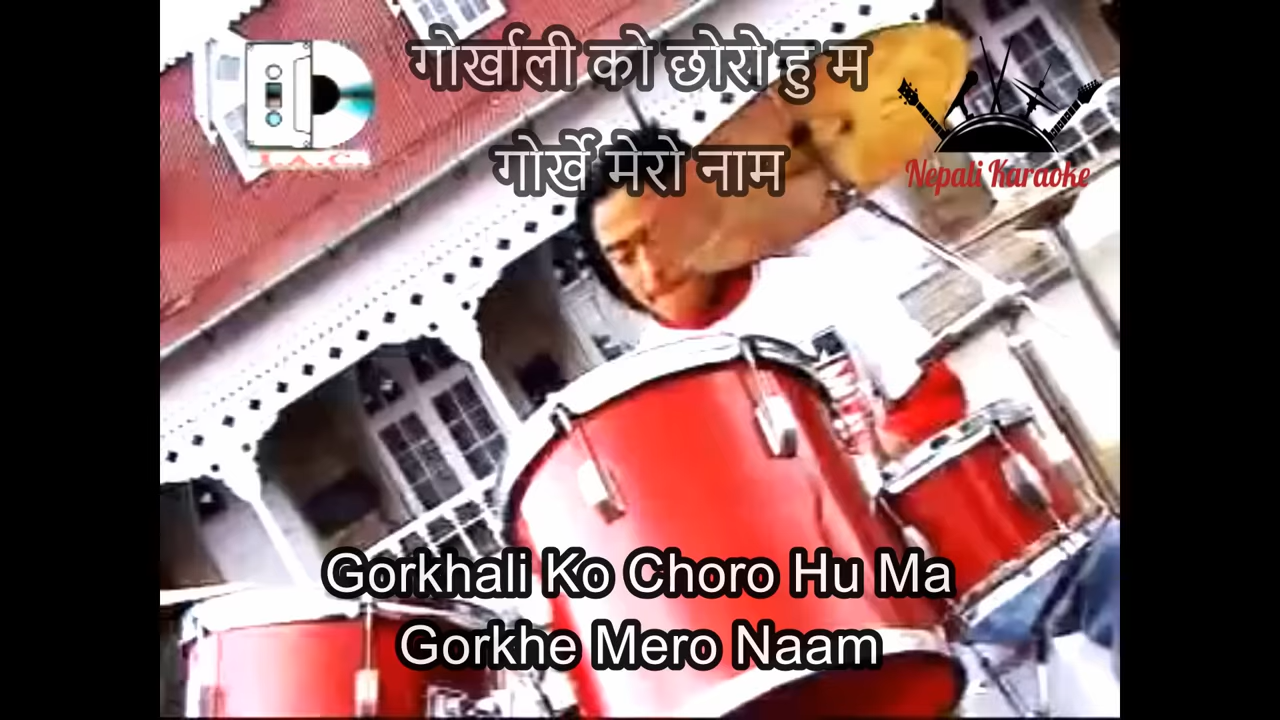 गोर्खाली को छोरो हु म
गोर्खे मेरो नाम
J.A.C.
Nepali Karaoke
Gorkhali Ko Choro Hu Ma
Gorkhe Mero Naam